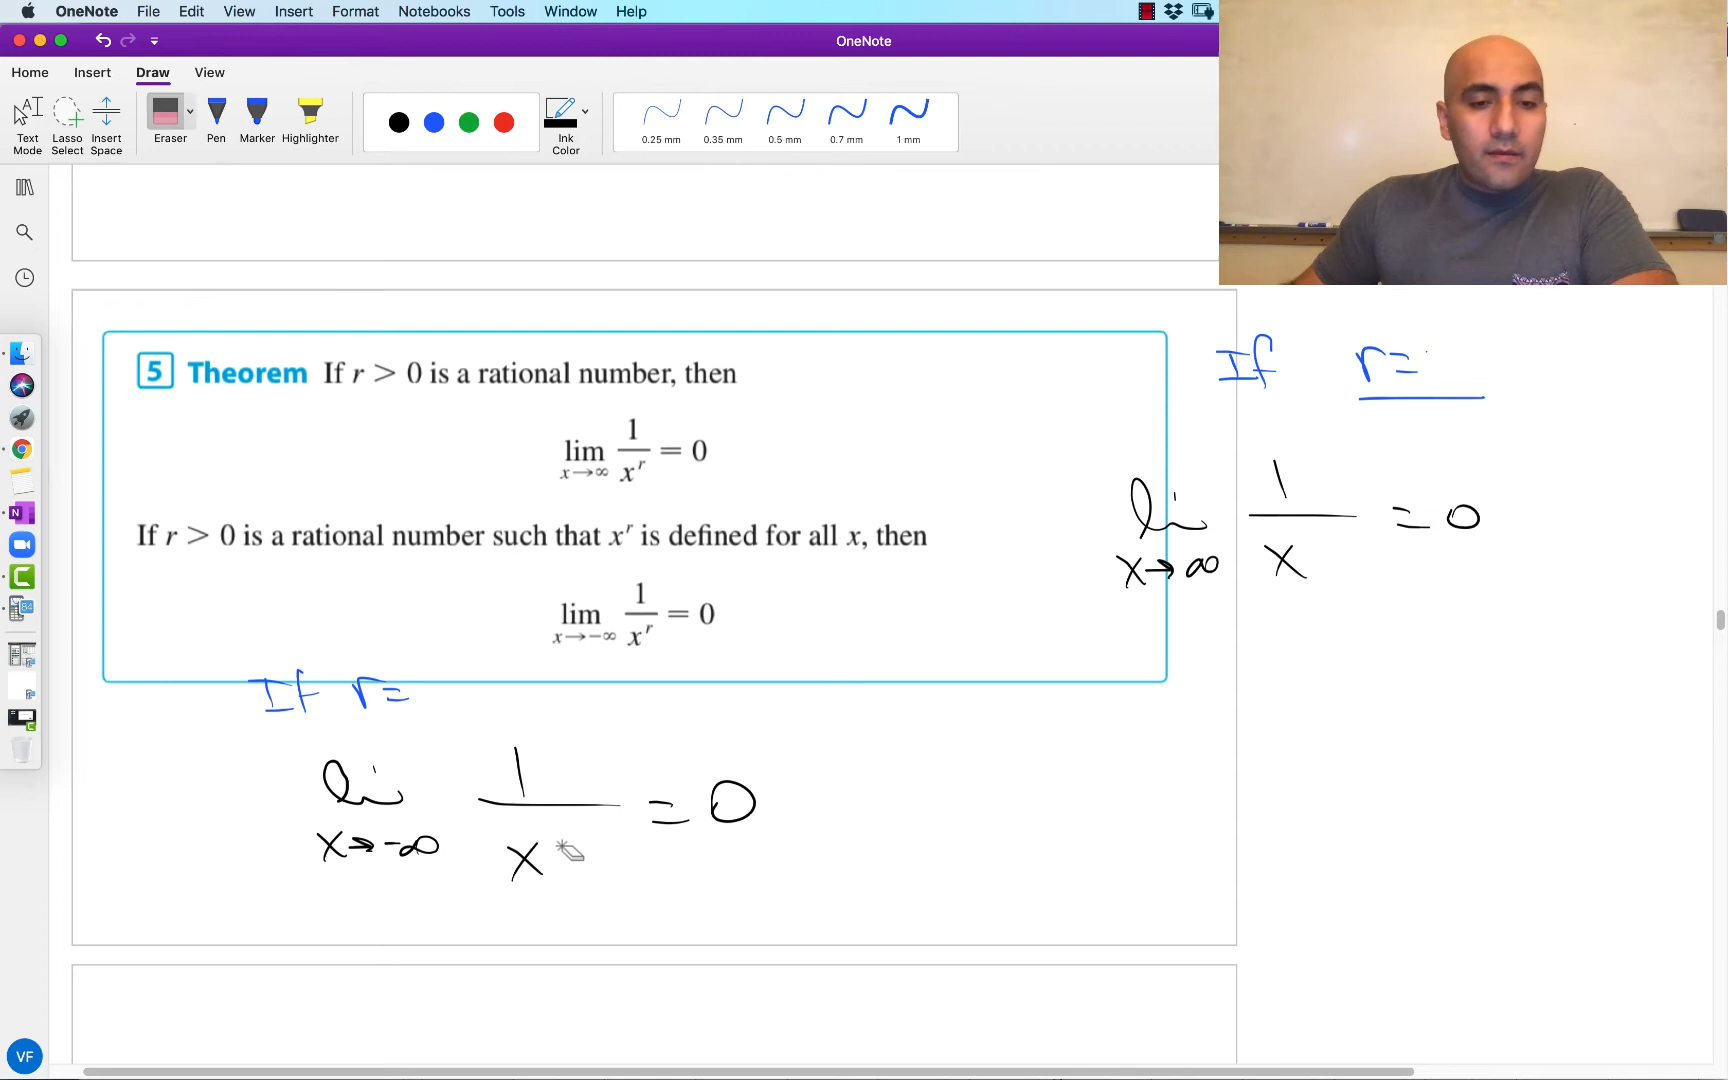 OneNote File Edit View Insert Format Notebooks Tools Window Help
OneNote
Home Insert Draw View
Text Mode
Lasso Select
Insert Space
Eraser
Pen
Marker
Highlighter
Ink Color
0.25 mm
0.35 mm
0.5 mm
0.7 mm
1 mm
5 Theorem If r > 0 is a rational number, then
lim x→∞ 1/x^r = 0
If r > 0 is a rational number such that x^r is defined for all x, then
lim x→−∞ 1/x^r = 0
If r=
lim x→∞ 1/x = 0
If r=
lim x→-∞ 1/x = 0
VF